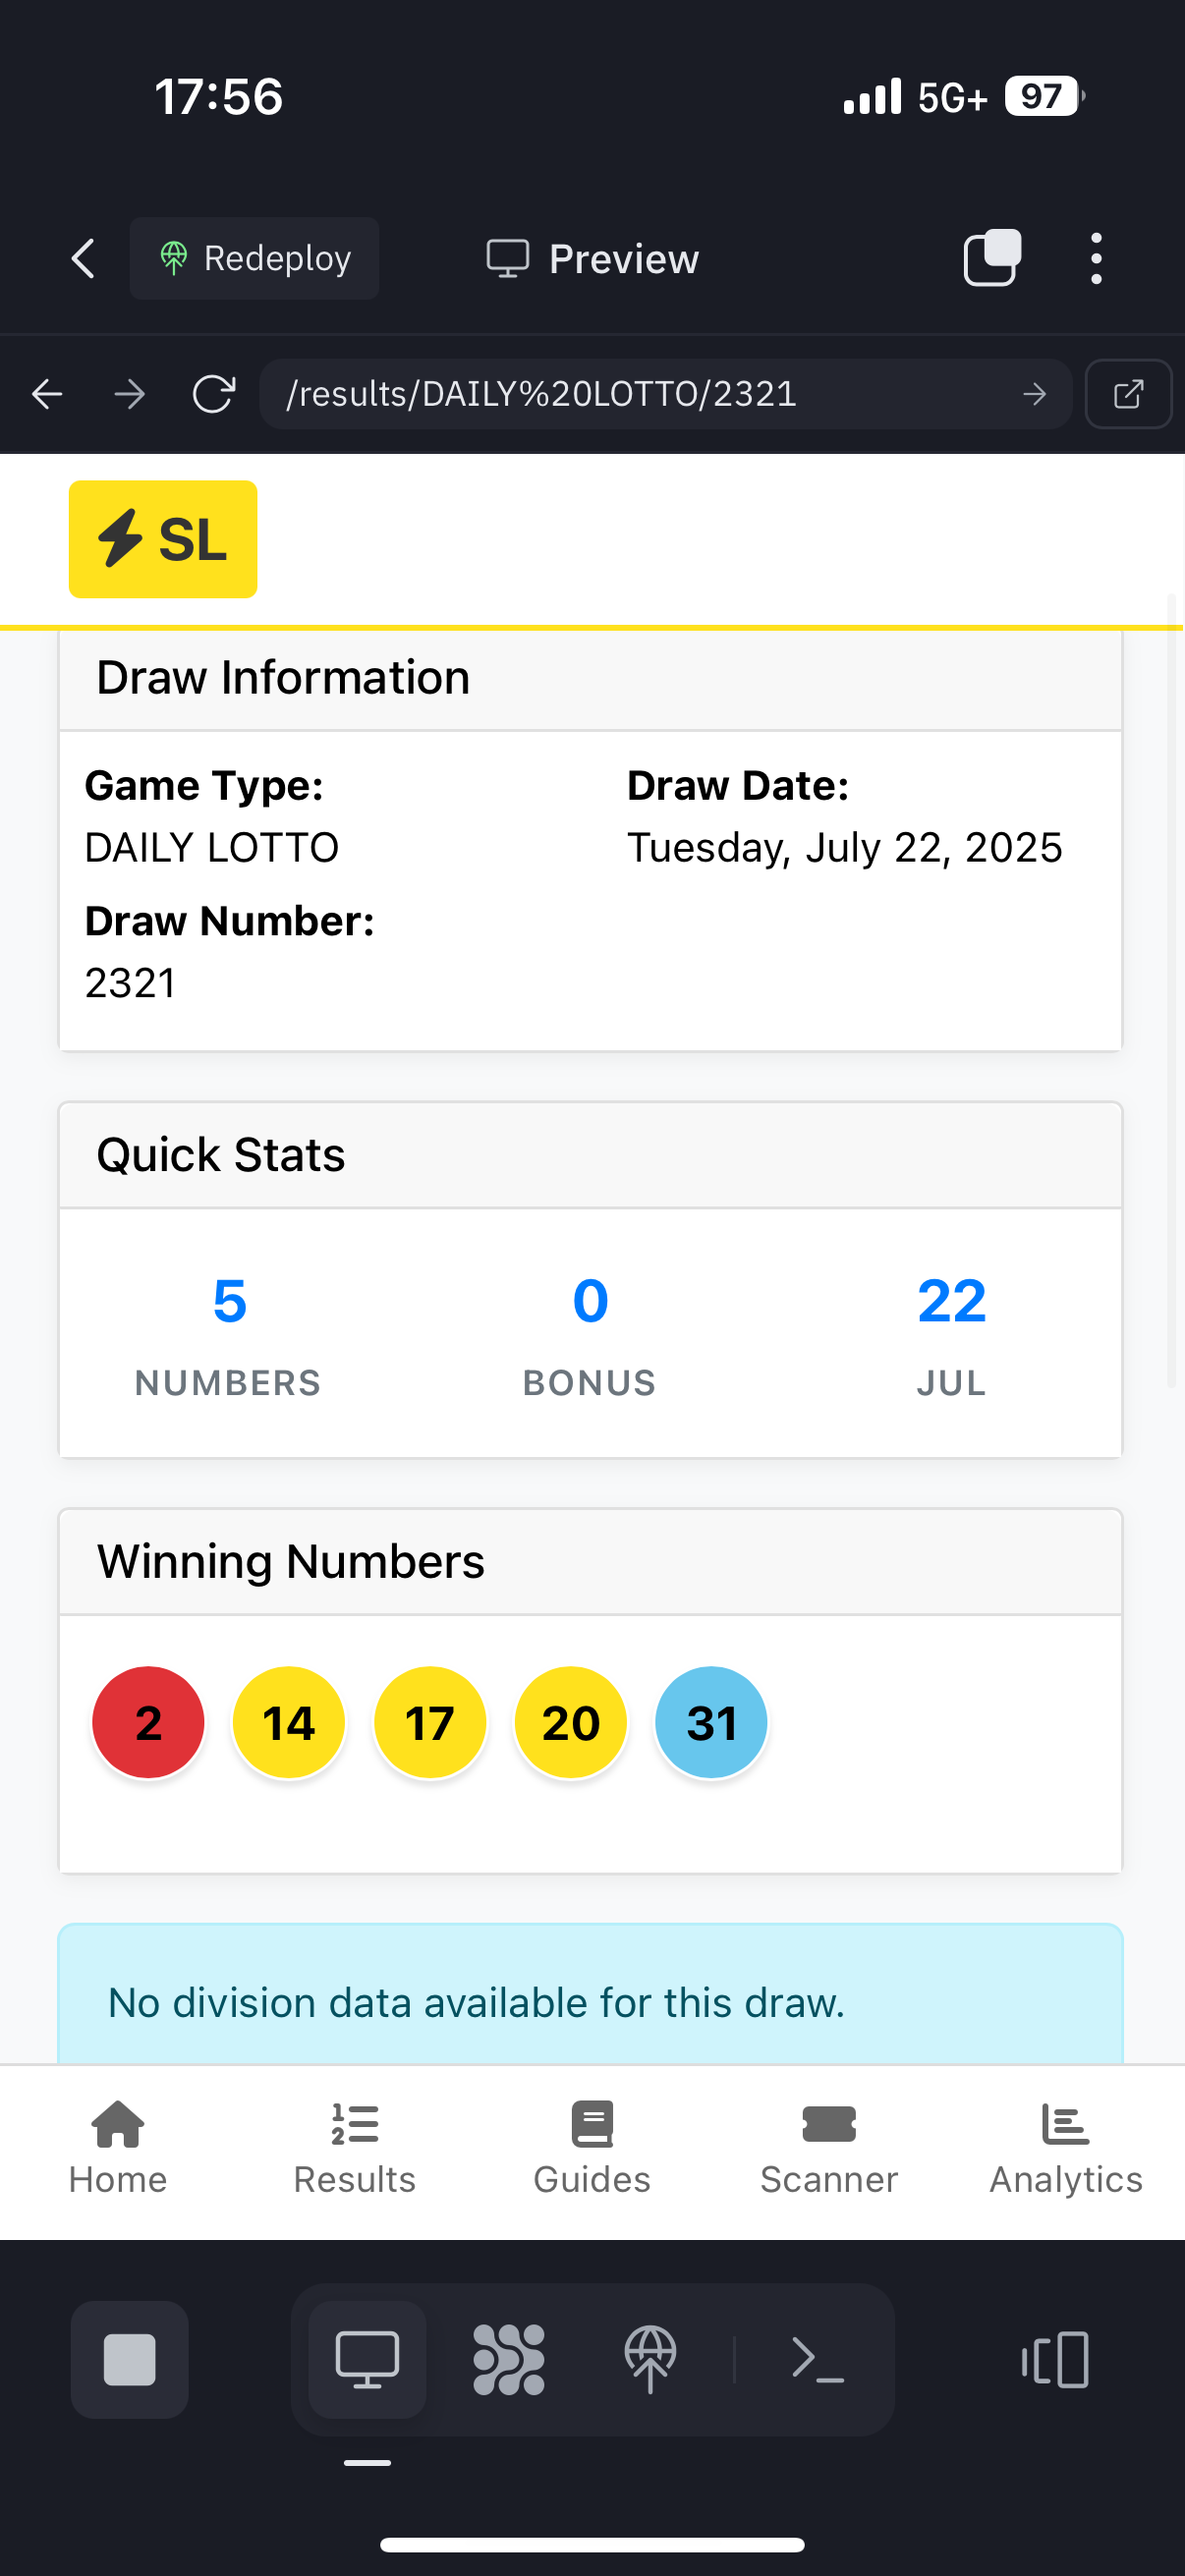 17:56
5G+ 97
Redeploy
Preview
/results/DAILY%20LOTTO/2321
SL
Draw Information
Game Type:
DAILY LOTTO
Draw Date:
Tuesday, July 22, 2025
Draw Number:
2321
Quick Stats
5
NUMBERS
0
BONUS
22
JUL
Winning Numbers
2 14 17 20 31
No division data available for this draw.
Home Results Guides Scanner Analytics